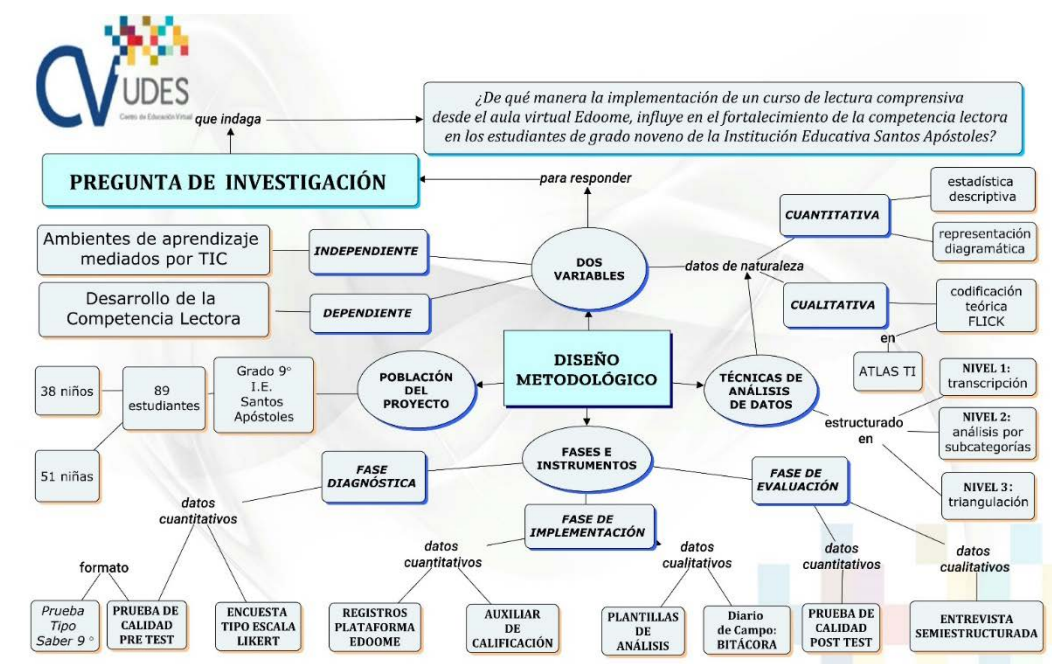 CVUDES
Centro de Educación Virtual
que indaga
¿De qué manera la implementación de un curso de lectura comprensiva
desde el aula virtual Edoome, influye en el fortalecimiento de la competencia lectora
en los estudiantes de grado noveno de la Institución Educativa Santos Apóstoles?
PREGUNTA DE INVESTIGACIÓN
para responder
estadística
descriptiva
CUANTITATIVA
representación
diagramática
Ambientes de aprendizaje
mediados por TIC
INDEPENDIENTE
DOS
VARIABLES
datos de naturaleza
Desarrollo de la
Competencia Lectora
DEPENDIENTE
CUALITATIVA
codificación
teórica
FLICK
en
ATLAS TI
DISEÑO
METODOLÓGICO
38 niños
89
estudiantes
51 niñas
Grado 9°
I.E.
Santos
Apóstoles
POBLACIÓN
DEL
PROYECTO
TÉCNICAS DE
ANÁLISIS
DE DATOS
estructurado
en
NIVEL 1:
transcripción
NIVEL 2:
análisis por
subcategorías
NIVEL 3:
triangulación
FASES E
INSTRUMENTOS
FASE
DIAGNÓSTICA
FASE DE
IMPLEMENTACIÓN
FASE DE
EVALUACIÓN
datos
cuantitativos
formato
datos
cuantitativos
datos
cualitativos
datos
cuantitativos
datos
cualitativos
Prueba
Tipo
Saber 9 °
PRUEBA DE
CALIDAD
PRE TEST
ENCUESTA
TIPO ESCALA
LIKERT
REGISTROS
PLATAFORMA
EDOOME
AUXILIAR
DE
CALIFICACIÓN
PLANTILLAS
DE
ANÁLISIS
Diario
de Campo:
BITÁCORA
PRUEBA DE
CALIDAD
POST TEST
ENTREVISTA
SEMIESTRUCTURADA